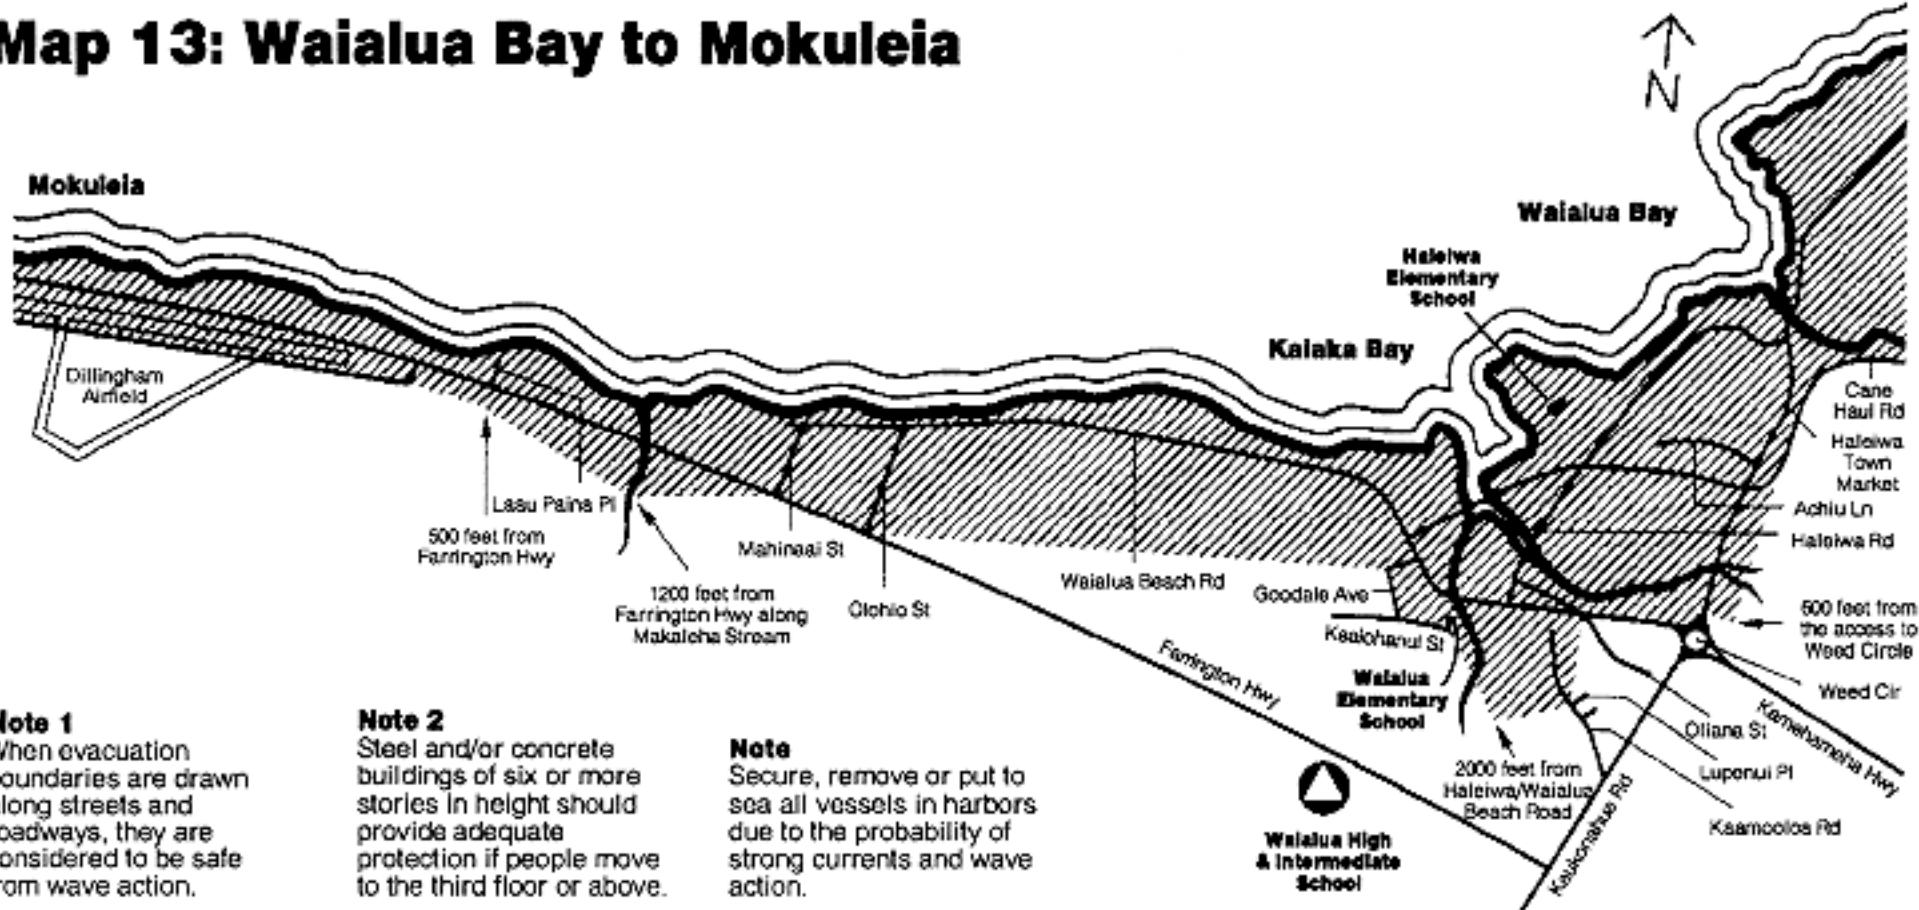 Map 13: Waialua Bay to Mokuleia
N
Mokuleia
Waialua Bay
Haleiwa
Elementary
School
Kaiaka Bay
Dillingham
Airfield
Cane
Haul Rd
Haleiwa
Town
Market
Achiu Ln
Haleiwa Rd
Laau Paina Pl
500 feet from
Farrington Hwy
Mahinaai St
1200 feet from
Farrington Hwy along
Makaleha Stream
Olohio St
Waialua Beach Rd
Goodale Ave
Kealohanui St
Farrington Hwy
Waialua
Elementary
School
500 feet from
the access to
Weed Circle
Weed Cir
Kamehameha Hwy
Oliana St
Lupenui Pl
Kaamooloa Rd
2000 feet from
Haleiwa/Waialua
Beach Road
Kaukonahua Rd
Waialua High
& Intermediate
School
Note 1
When evacuation
boundaries are drawn
along streets and
roadways, they are
considered to be safe
from wave action.
Note 2
Steel and/or concrete
buildings of six or more
stories in height should
provide adequate
protection if people move
to the third floor or above.
Note
Secure, remove or put to
sea all vessels in harbors
due to the probability of
strong currents and wave
action.